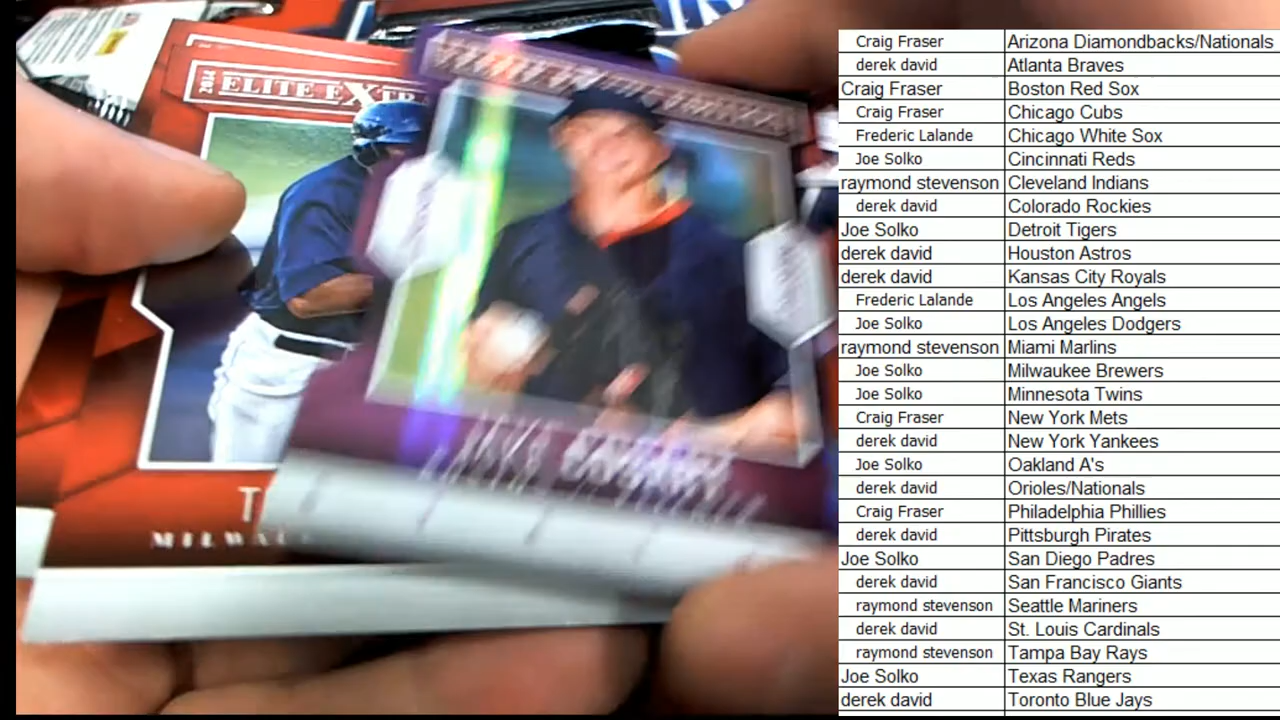 2014
ELITE EXTRA
MILWAU
Craig Fraser Arizona Diamondbacks/Nationals
derek david Atlanta Braves
Craig Fraser Boston Red Sox
Craig Fraser Chicago Cubs
Frederic Lalande Chicago White Sox
Joe Solko Cincinnati Reds
raymond stevenson Cleveland Indians
derek david Colorado Rockies
Joe Solko Detroit Tigers
derek david Houston Astros
derek david Kansas City Royals
Frederic Lalande Los Angeles Angels
Joe Solko Los Angeles Dodgers
raymond stevenson Miami Marlins
Joe Solko Milwaukee Brewers
Joe Solko Minnesota Twins
Craig Fraser New York Mets
derek david New York Yankees
Joe Solko Oakland A's
derek david Orioles/Nationals
Craig Fraser Philadelphia Phillies
derek david Pittsburgh Pirates
Joe Solko San Diego Padres
derek david San Francisco Giants
raymond stevenson Seattle Mariners
derek david St. Louis Cardinals
raymond stevenson Tampa Bay Rays
Joe Solko Texas Rangers
derek david Toronto Blue Jays